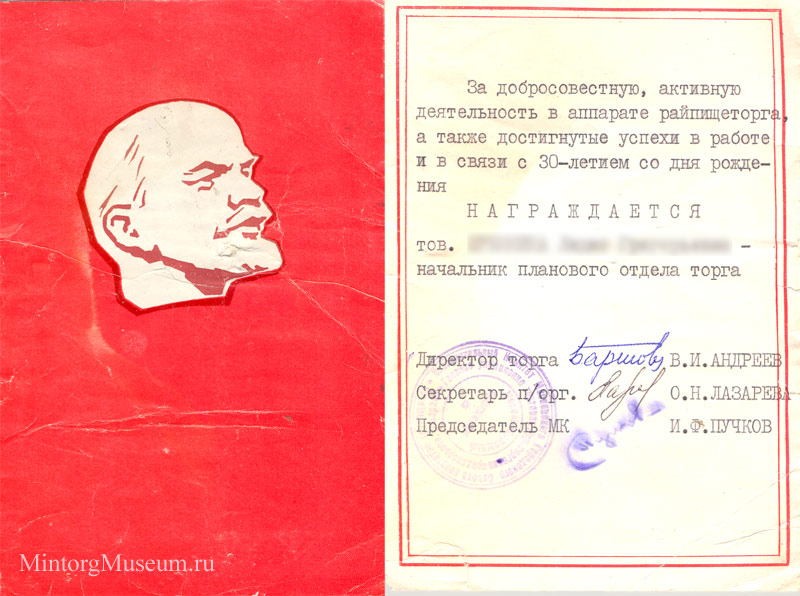 За добросовестную, активную
деятельность в аппарате райпищеторга,
а также достигнутые успехи в работе
и в связи с 30-летием со дня рожде-
ния
НАГРАЖДАЕТСЯ
тов. -
начальник планового отдела торга
Директор торга В.И.АНДРЕЕВ
Секретарь п/орг. О.Н.ЛАЗАРЕВА
Председатель МК И.Ф.ПУЧКОВ
MintorgMuseum.ru